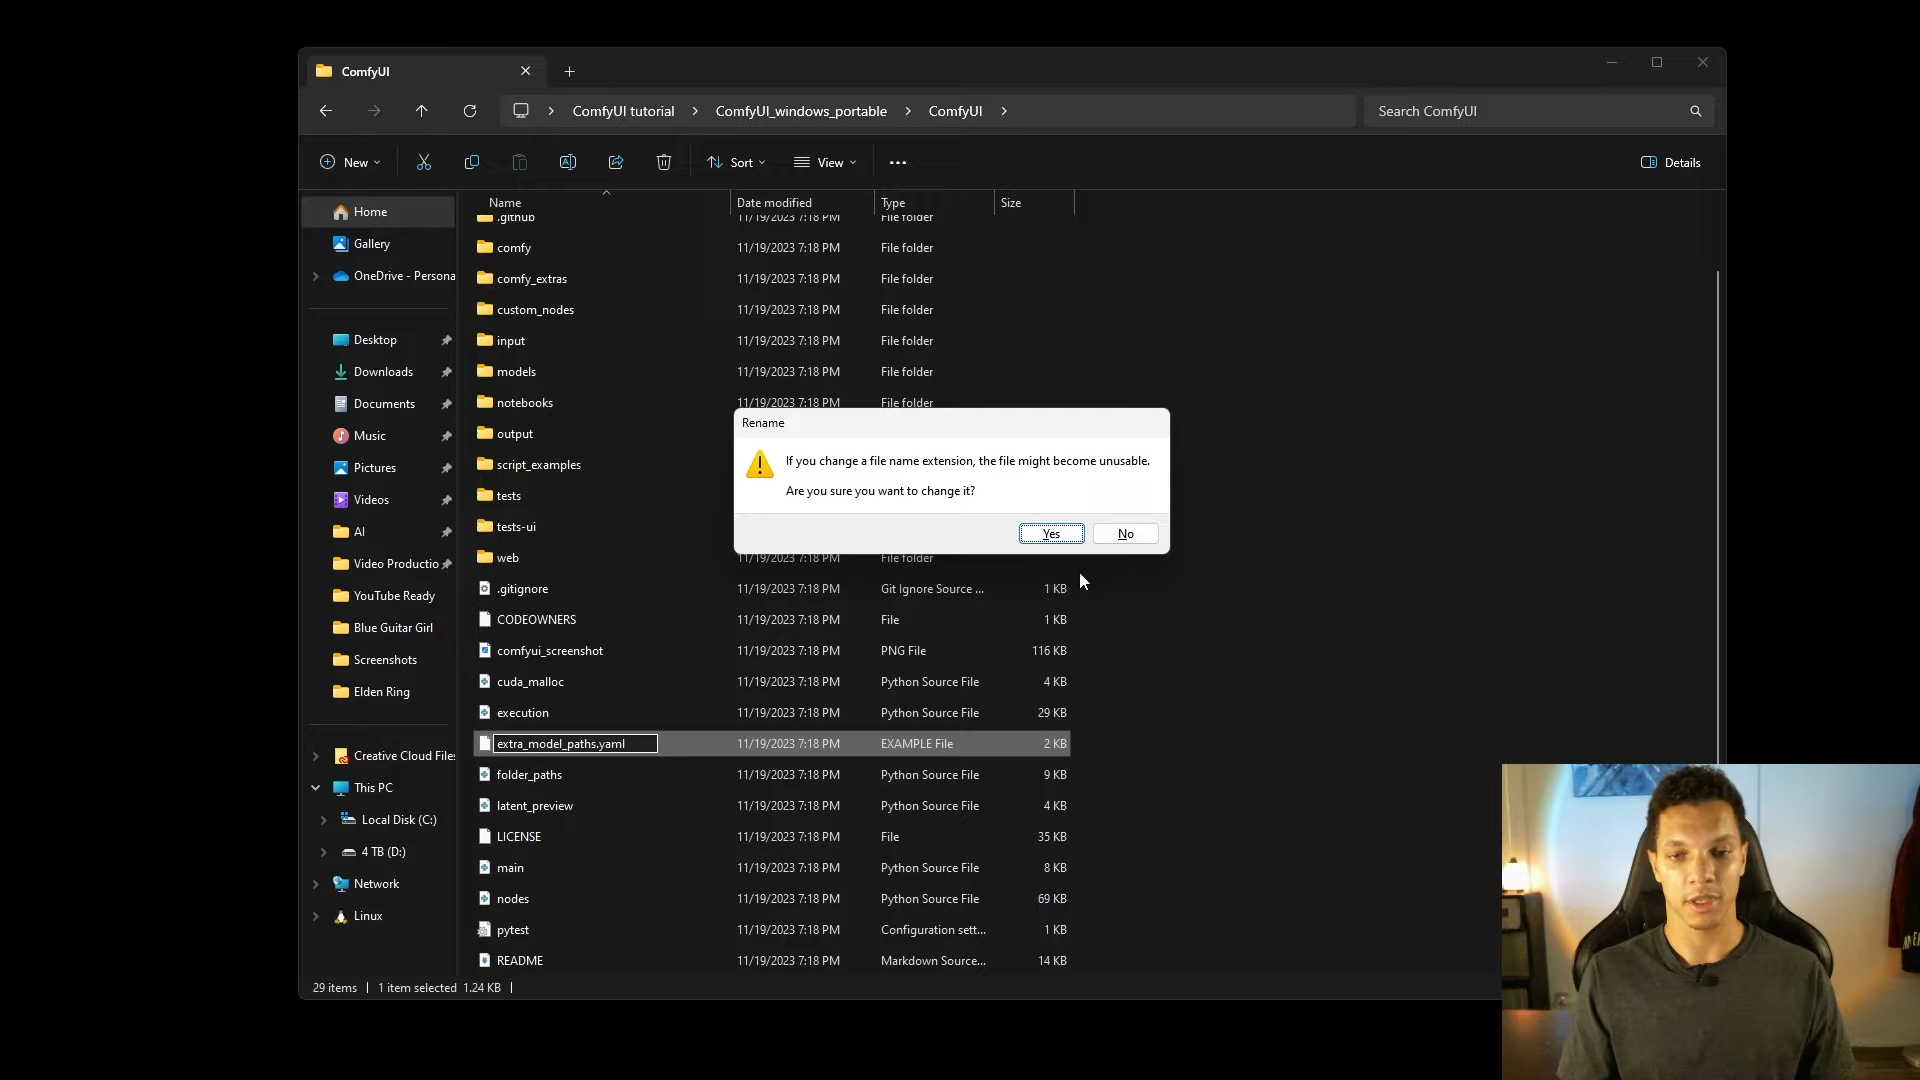 ComfyUI
ComfyUI tutorial
ComfyUI_windows_portable
ComfyUI
Search ComfyUI
New
Sort
View
Details
Home
Gallery
OneDrive - Persona
Desktop
Downloads
Documents
Music
Pictures
Videos
AI
Video Productio
YouTube Ready
Blue Guitar Girl
Screenshots
Elden Ring
Creative Cloud Files
This PC
Local Disk (C:)
4 TB (D:)
Network
Linux
Name Date modified Type Size
.github 11/19/2023 7:18 PM File folder
comfy 11/19/2023 7:18 PM File folder
comfy_extras 11/19/2023 7:18 PM File folder
custom_nodes 11/19/2023 7:18 PM File folder
input 11/19/2023 7:18 PM File folder
models 11/19/2023 7:18 PM File folder
notebooks 11/19/2023 7:18 PM File folder
output
script_examples
tests
tests-ui
web 11/19/2023 7:18 PM File folder
.gitignore 11/19/2023 7:18 PM Git Ignore Source ... 1 KB
CODEOWNERS 11/19/2023 7:18 PM File 1 KB
comfyui_screenshot 11/19/2023 7:18 PM PNG File 116 KB
cuda_malloc 11/19/2023 7:18 PM Python Source File 4 KB
execution 11/19/2023 7:18 PM Python Source File 29 KB
extra_model_paths.yaml 11/19/2023 7:18 PM EXAMPLE File 2 KB
folder_paths 11/19/2023 7:18 PM Python Source File 9 KB
latent_preview 11/19/2023 7:18 PM Python Source File 4 KB
LICENSE 11/19/2023 7:18 PM File 35 KB
main 11/19/2023 7:18 PM Python Source File 8 KB
nodes 11/19/2023 7:18 PM Python Source File 69 KB
pytest 11/19/2023 7:18 PM Configuration sett... 1 KB
README 11/19/2023 7:18 PM Markdown Source... 14 KB
Rename
If you change a file name extension, the file might become unusable.
Are you sure you want to change it?
Yes
No
29 items | 1 item selected 1.24 KB |